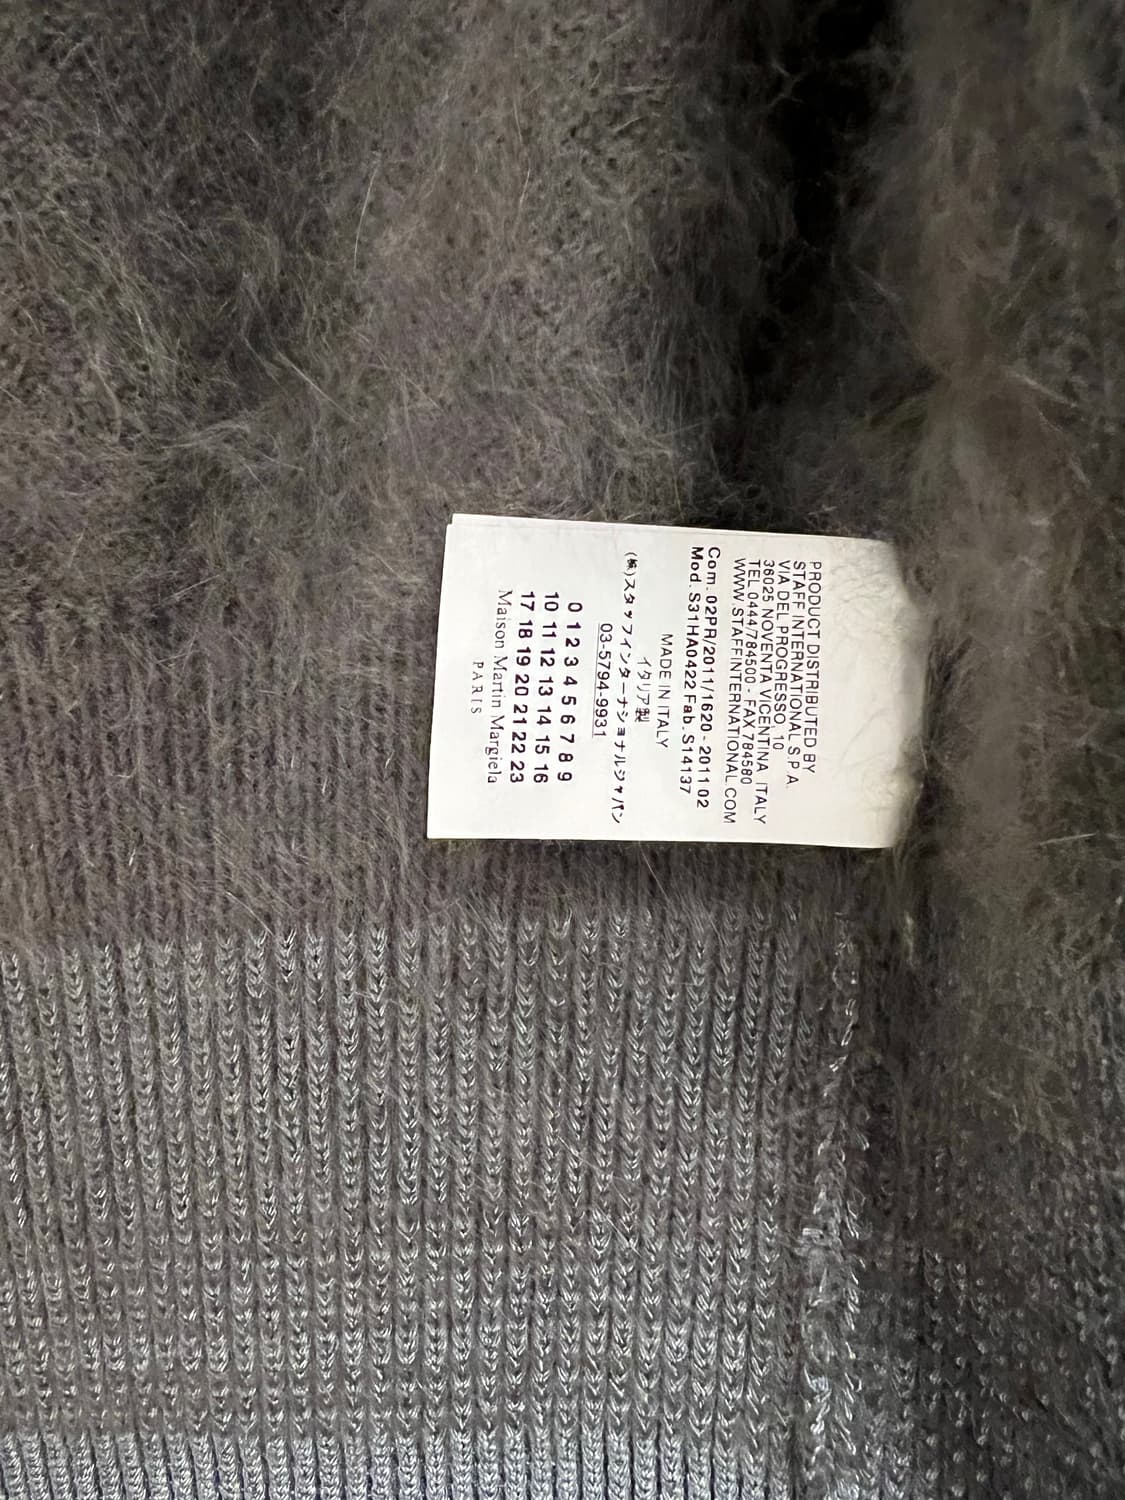 PRODUCT DISTRIBUTED BY
STAFF INTERNATIONAL S.P.A.
VIA DEL PROGRESSO, 10
36025 NOVENTA VICENTINA ITALY
TEL 0444/784500 - FAX 784580
WWW.STAFFINTERNATIONAL.COM
Com. 02PR/2011/1620 - 2011 02
Mod. S31HA0422 Fab. S14137
MADE IN ITALY
イタリア製
(株)スタッフインターナショナルジャパン
03-5794-9931
0 1 2 3 4 5 6 7 8 9
10 11 12 13 14 15 16
17 18 19 20 21 22 23
Maison Martin Margiela
PARIS